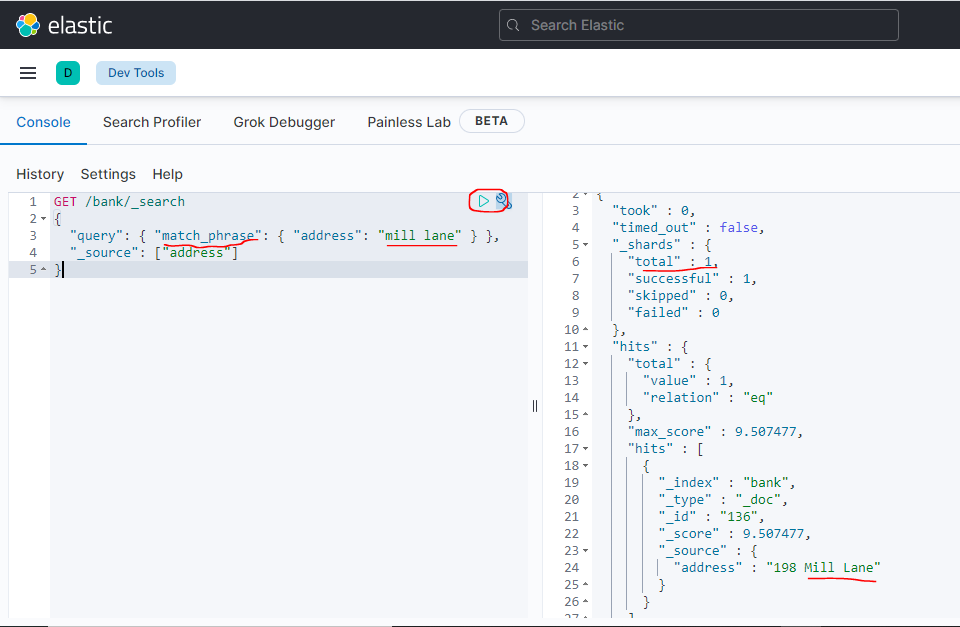 elastic
Search Elastic
D
Dev Tools
Console Search Profiler Grok Debugger Painless Lab BETA
History Settings Help
1 GET /bank/_search
2 {
3 "query": { "match_phrase": { "address": "mill lane" } },
4 "_source": ["address"]
5 }
2 {
3 "took" : 0,
4 "timed_out" : false,
5 "_shards" : {
6 "total" : 1,
7 "successful" : 1,
8 "skipped" : 0,
9 "failed" : 0
10 },
11 "hits" : {
12 "total" : {
13 "value" : 1,
14 "relation" : "eq"
15 },
16 "max_score" : 9.507477,
17 "hits" : [
18 {
19 "_index" : "bank",
20 "_type" : "_doc",
21 "_id" : "136",
22 "_score" : 9.507477,
23 "_source" : {
24 "address" : "198 Mill Lane"
25 }
26 }
27 ]